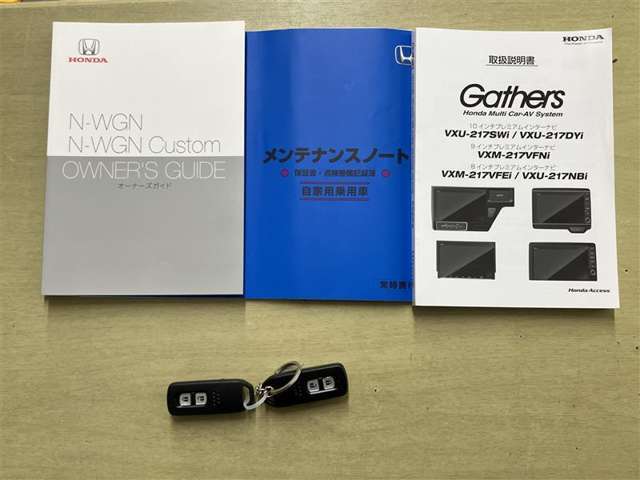 HONDA
N-WGN
N-WGN Custom
OWNER'S GUIDE
オーナーズガイド
メンテナンスノート
保証書・点検整備記録簿
自家用乗用車
HONDA
取扱説明書
Gathers
Honda Multi Car-AV System
10インチプレミアムインターナビ
VXU-217SWi / VXU-217DYi
9インチプレミアムインターナビ
VXM-217VFNi
8インチプレミアムインターナビ
VXM-217VFEi / VXU-217NBi
Honda Access